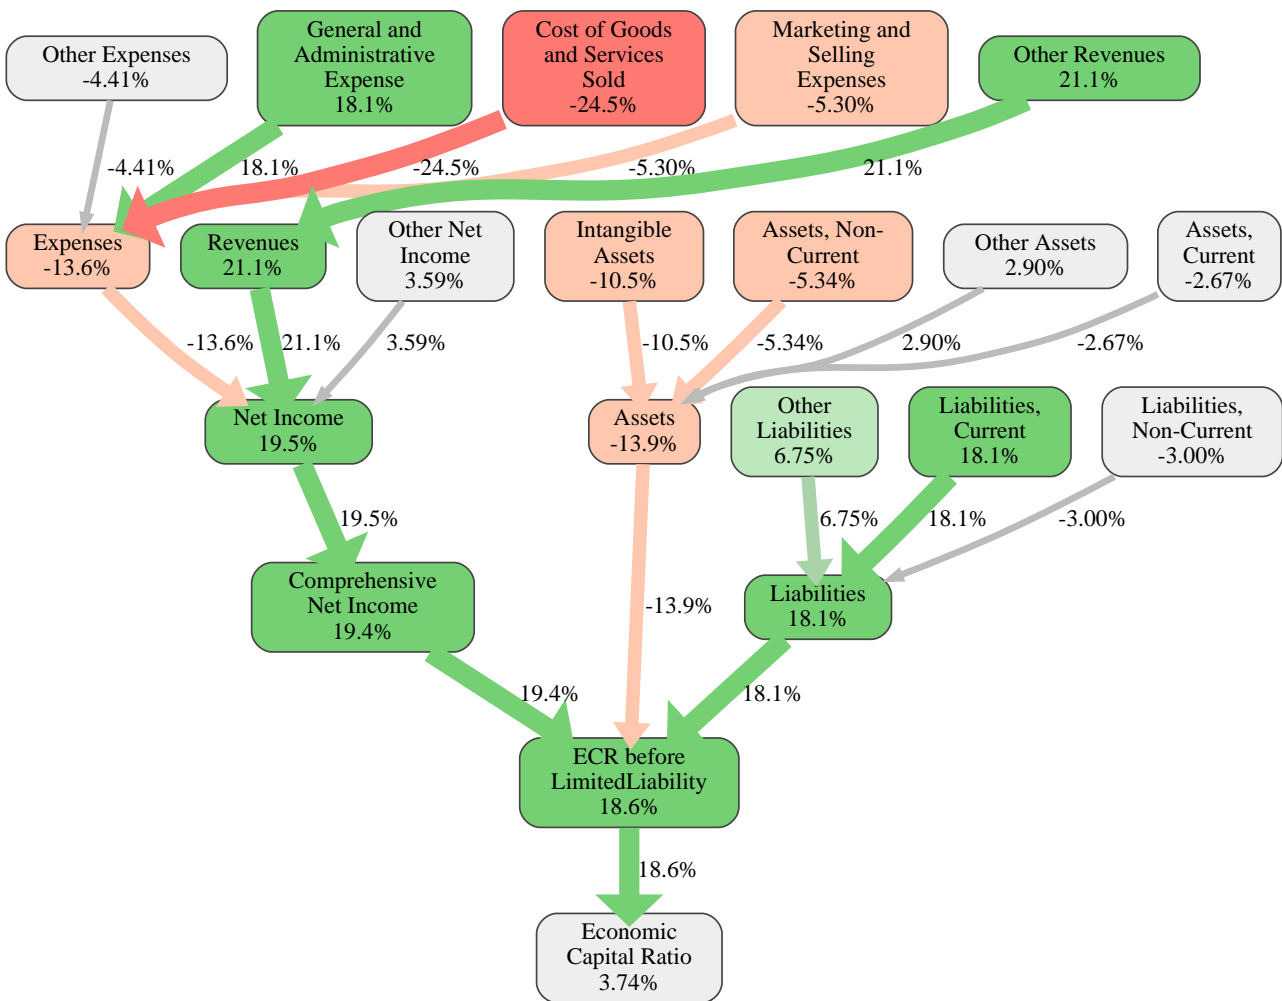 Other Expenses
-4.41%
General and
Administrative
Expense
18.1%
Cost of Goods
and Services
Sold
-24.5%
Marketing and
Selling
Expenses
-5.30%
Other Revenues
21.1%
-4.41%
18.1%
-24.5%
-5.30%
21.1%
Expenses
-13.6%
Revenues
21.1%
Other Net
Income
3.59%
Intangible
Assets
-10.5%
Assets, Non-
Current
-5.34%
Other Assets
2.90%
Assets,
Current
-2.67%
-13.6%
21.1%
3.59%
-10.5%
-5.34%
2.90%
-2.67%
Net Income
19.5%
Assets
-13.9%
Other
Liabilities
6.75%
Liabilities,
Current
18.1%
Liabilities,
Non-Current
-3.00%
19.5%
6.75%
18.1%
-3.00%
Comprehensive
Net Income
19.4%
-13.9%
Liabilities
18.1%
19.4%
18.1%
ECR before
LimitedLiability
18.6%
18.6%
Economic
Capital Ratio
3.74%